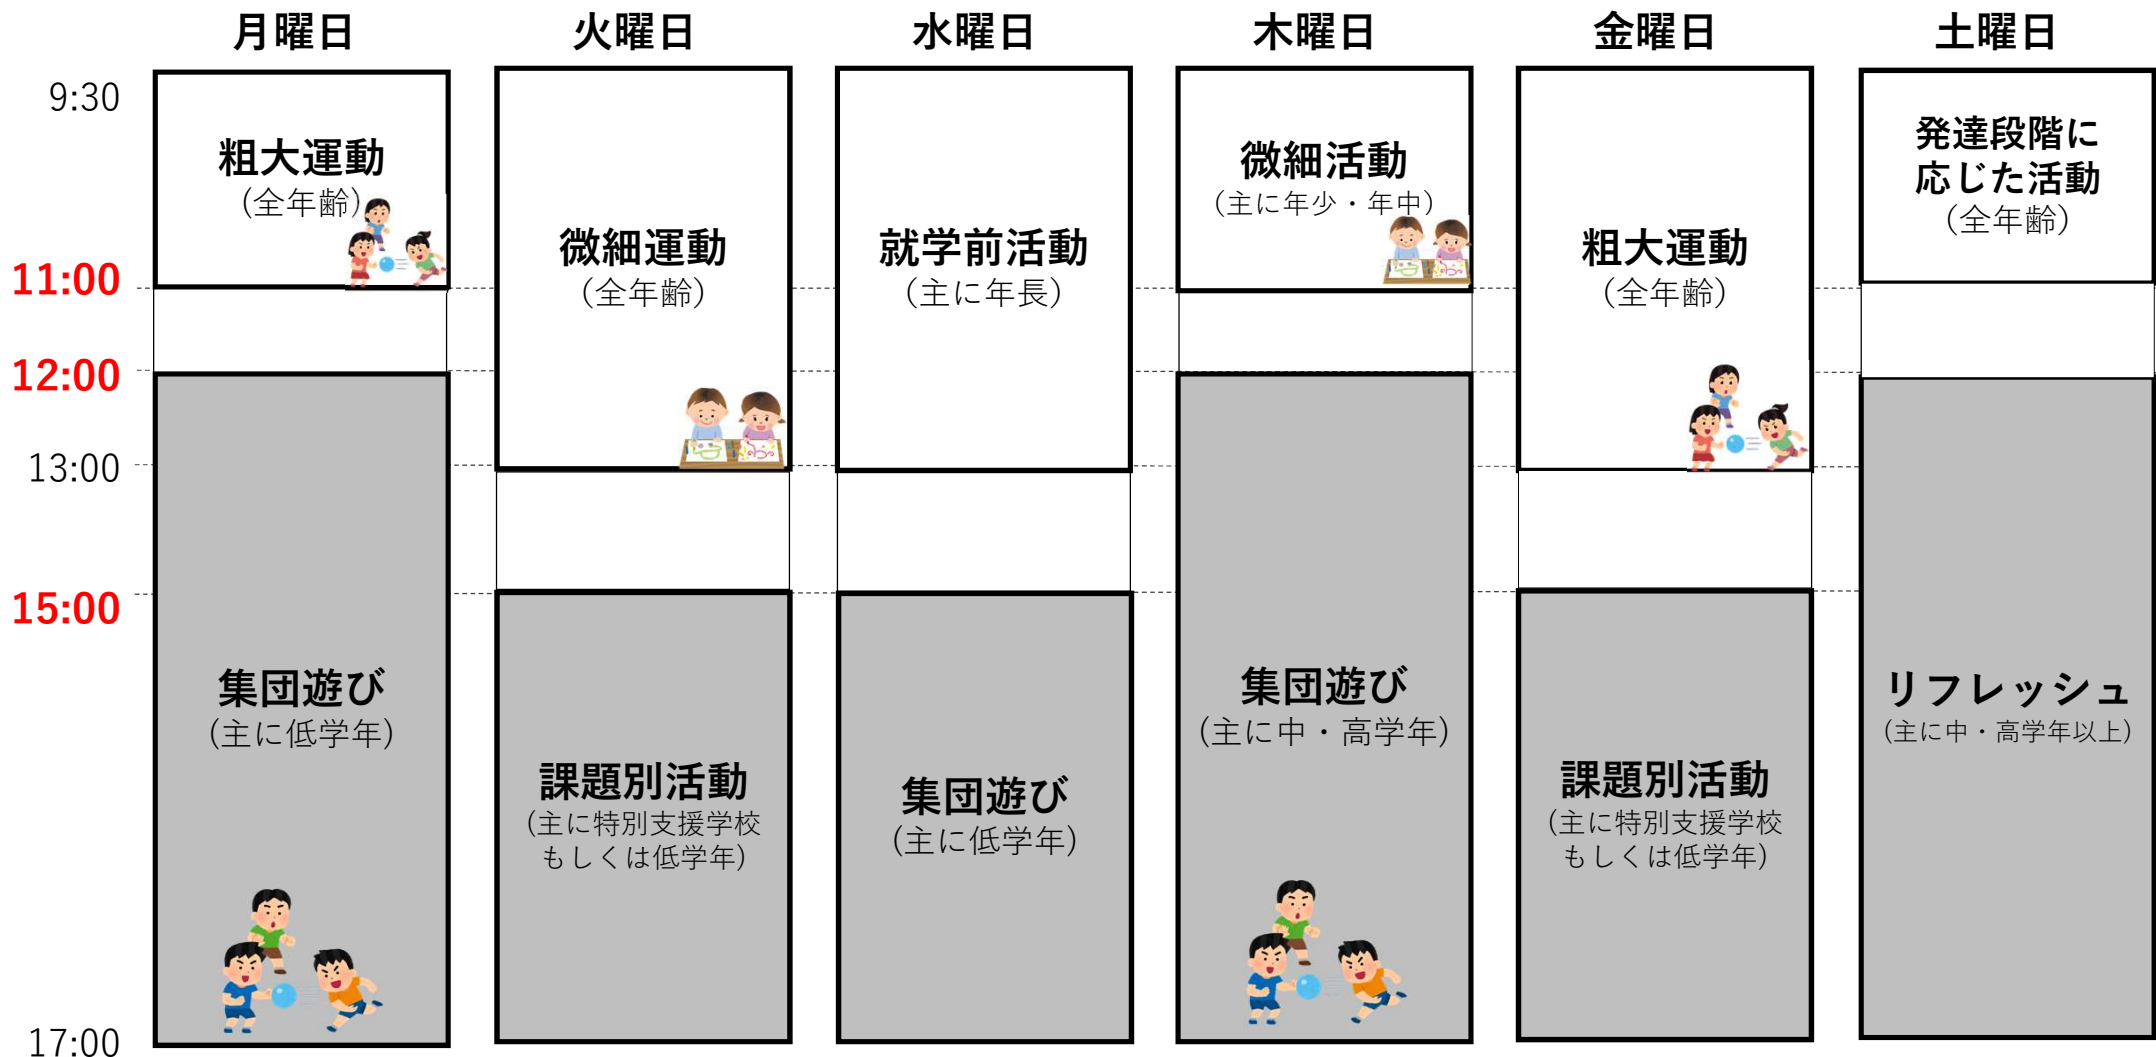 月曜日
火曜日
水曜日
木曜日
金曜日
土曜日
9:30
11:00
12:00
13:00
15:00
17:00
粗大運動
(全年齢)
集団遊び
(主に低学年)
微細運動
(全年齢)
課題別活動
(主に特別支援学校
もしくは低学年)
就学前活動
(主に年長)
集団遊び
(主に低学年)
微細活動
(主に年少・年中)
集団遊び
(主に中・高学年)
粗大運動
(全年齢)
課題別活動
(主に特別支援学校
もしくは低学年)
発達段階に
応じた活動
(全年齢)
リフレッシュ
(主に中・高学年以上)